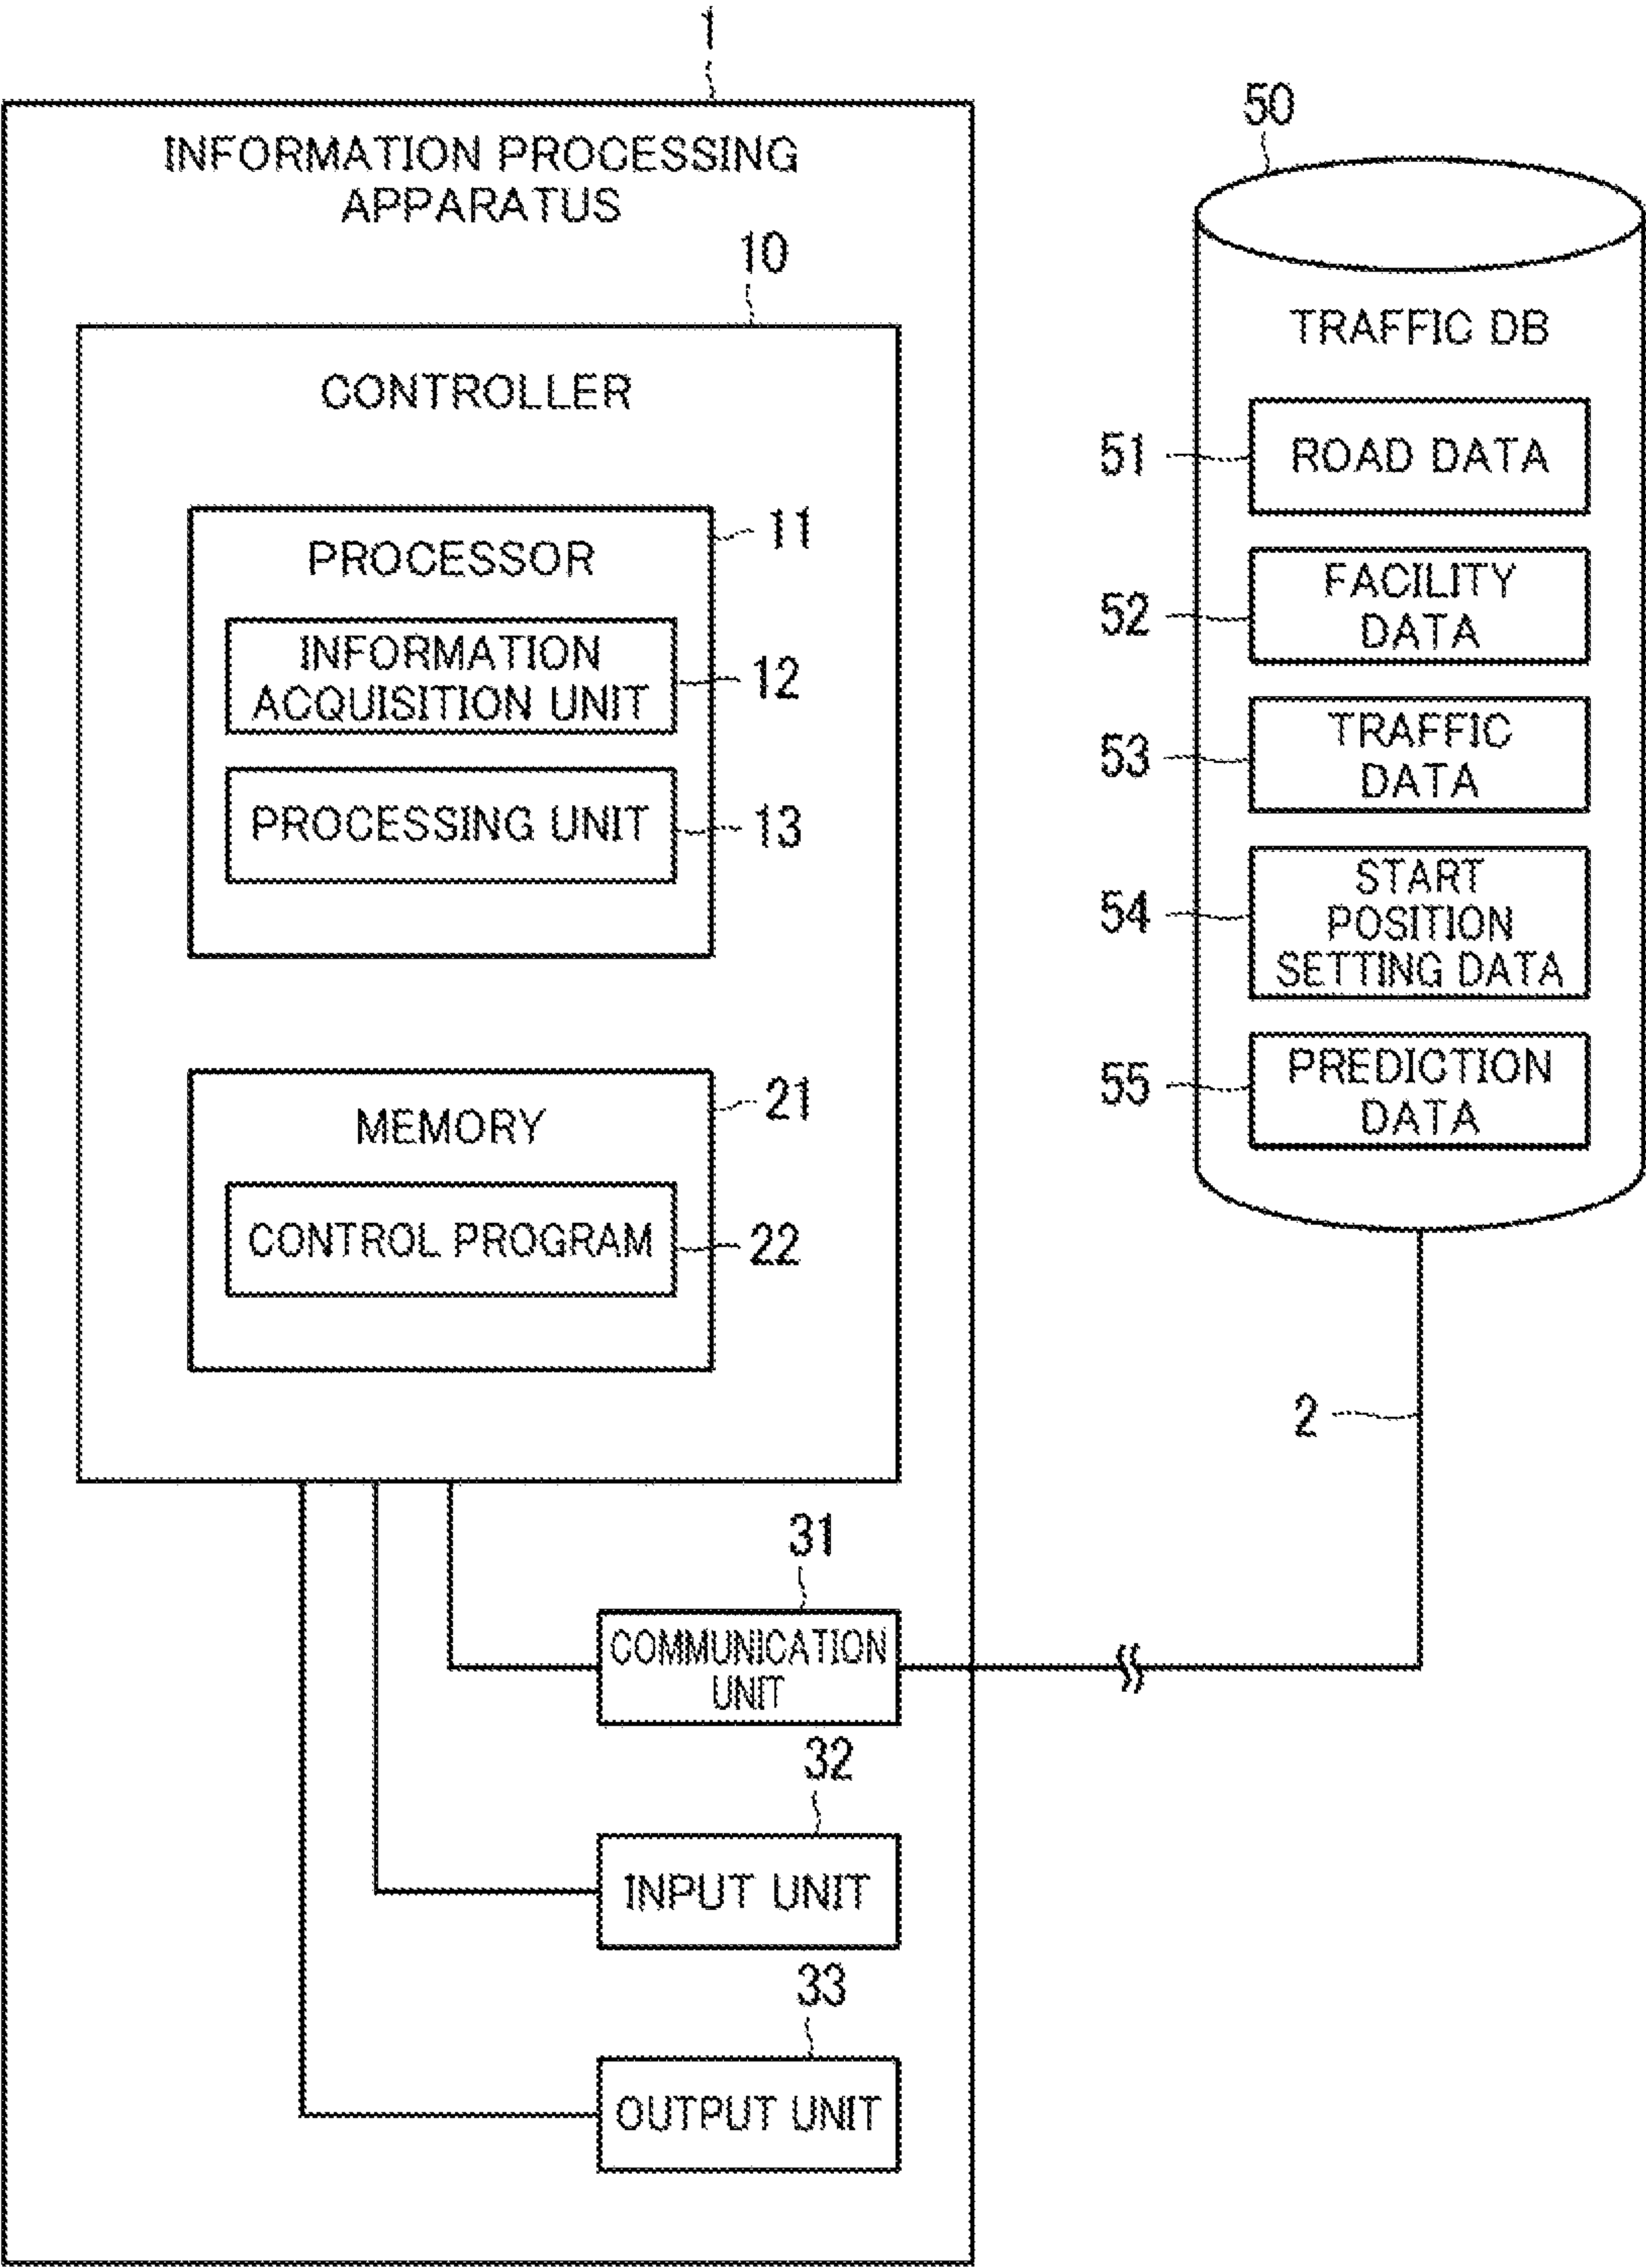 1
INFORMATION PROCESSING
APPARATUS
10
CONTROLLER
11
PROCESSOR
INFORMATION
ACQUISITION UNIT
12
PROCESSING UNIT
13
21
MEMORY
CONTROL PROGRAM
22
31
COMMUNICATION
UNIT
32
INPUT UNIT
33
OUTPUT UNIT
50
TRAFFIC DB
51
ROAD DATA
52
FACILITY
DATA
53
TRAFFIC
DATA
54
START
POSITION
SETTING DATA
55
PREDICTION
DATA
2